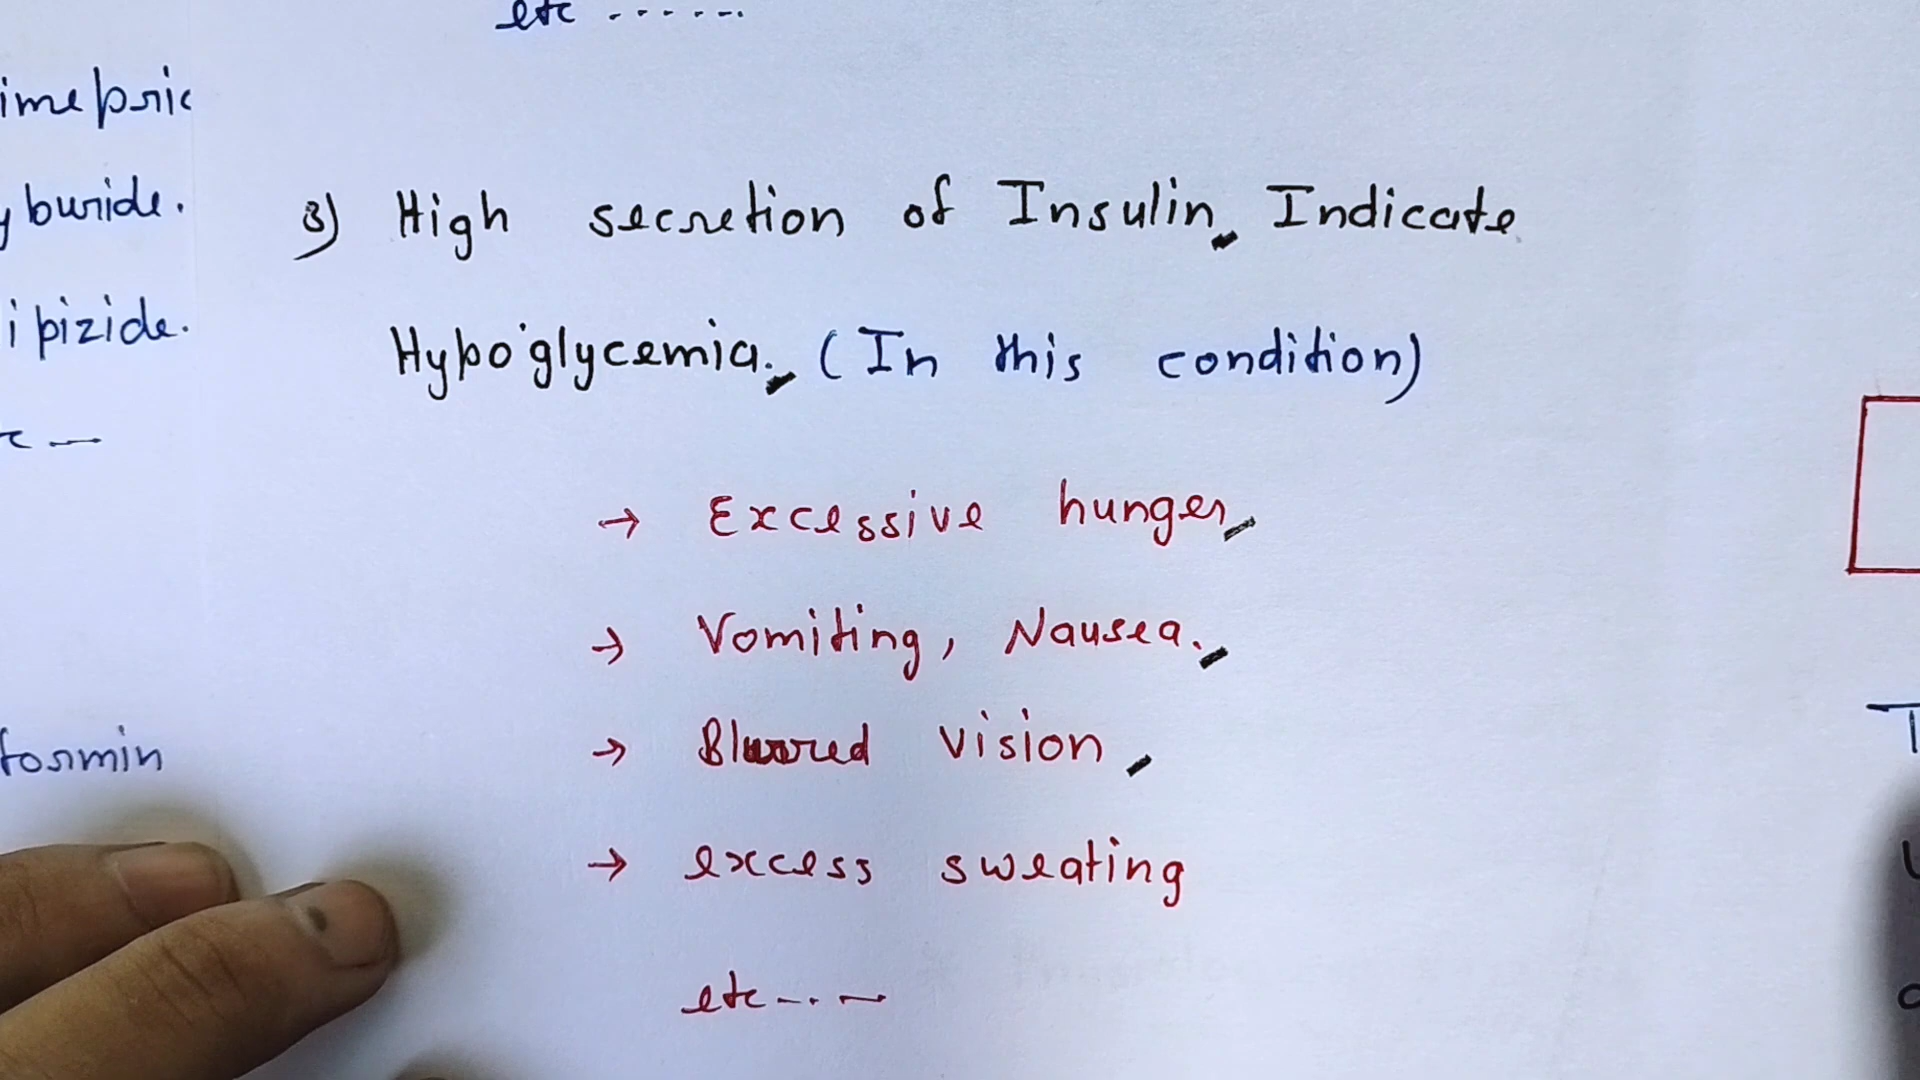 etc ......
imepric
yburide.
ipizide.
formin
3) High secretion of Insulin Indicate
Hypoglycemia. (In this condition)
→ Excessive hunger
→ Vomiting, Nausea.
→ Blurred vision
→ excess sweating
etc -..-
T